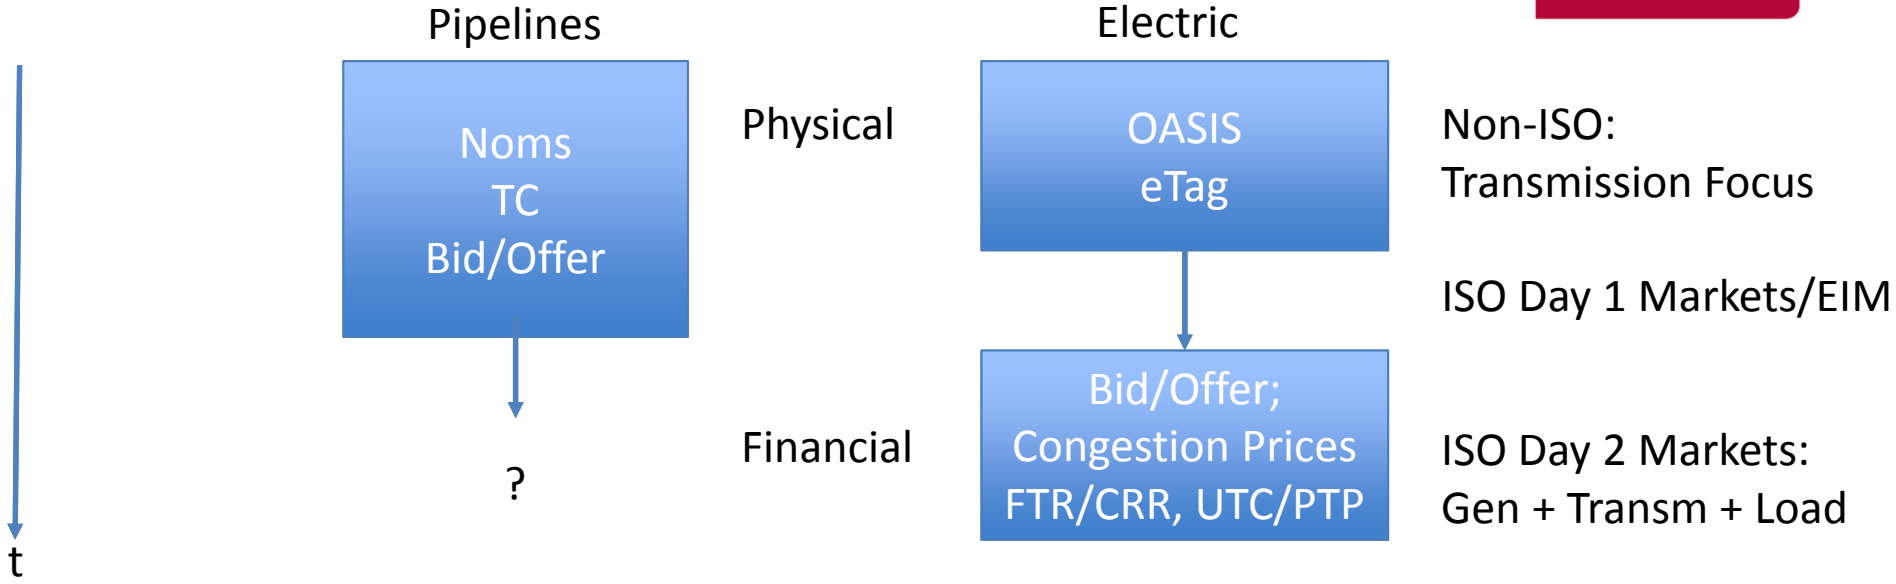 Pipelines
Electric
Noms
TC
Bid/Offer
Physical
OASIS
eTag
Non-ISO:
Transmission Focus
ISO Day 1 Markets/EIM
?
Financial
Bid/Offer;
Congestion Prices
FTR/CRR, UTC/PTP
ISO Day 2 Markets:
Gen + Transm + Load
t